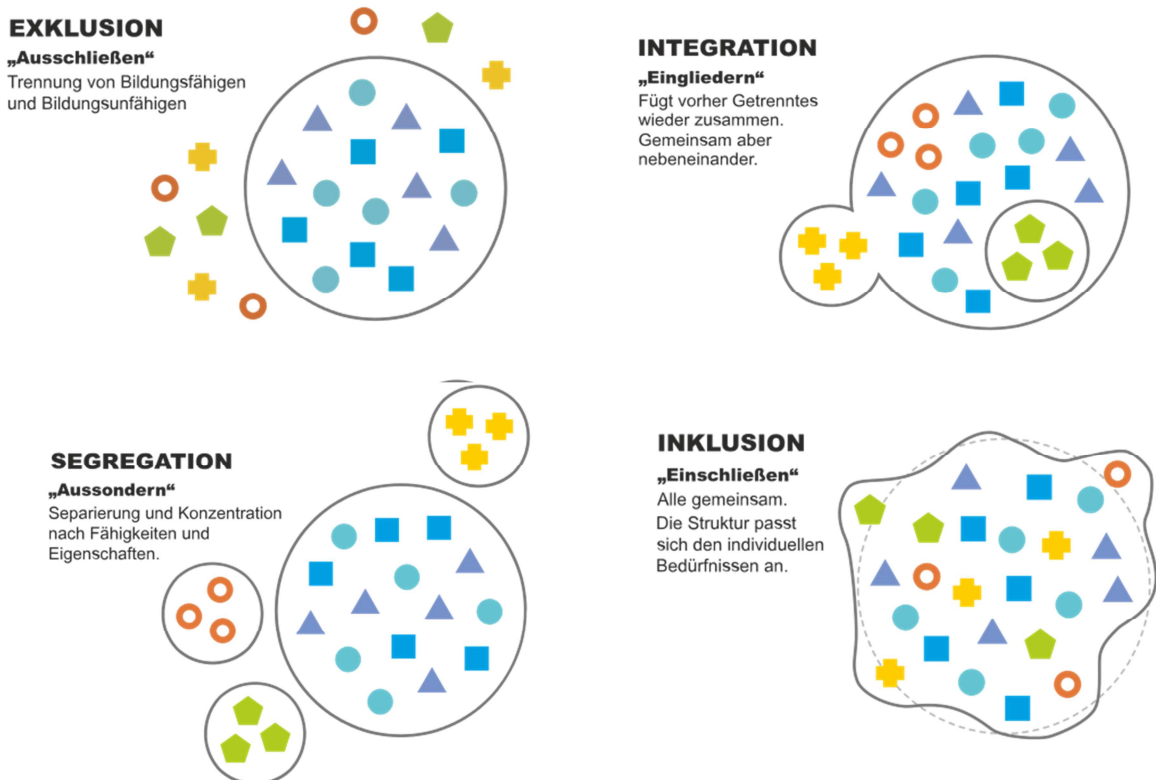 EXKLUSION
„Ausschließen“
Trennung von Bildungsfähigen
und Bildungsunfähigen
INTEGRATION
„Eingliedern“
Fügt vorher Getrenntes
wieder zusammen.
Gemeinsam aber
nebeneinander.
SEGREGATION
„Aussondern“
Separierung und Konzentration
nach Fähigkeiten und
Eigenschaften.
INKLUSION
„Einschließen“
Alle gemeinsam.
Die Struktur passt
sich den individuellen
Bedürfnissen an.